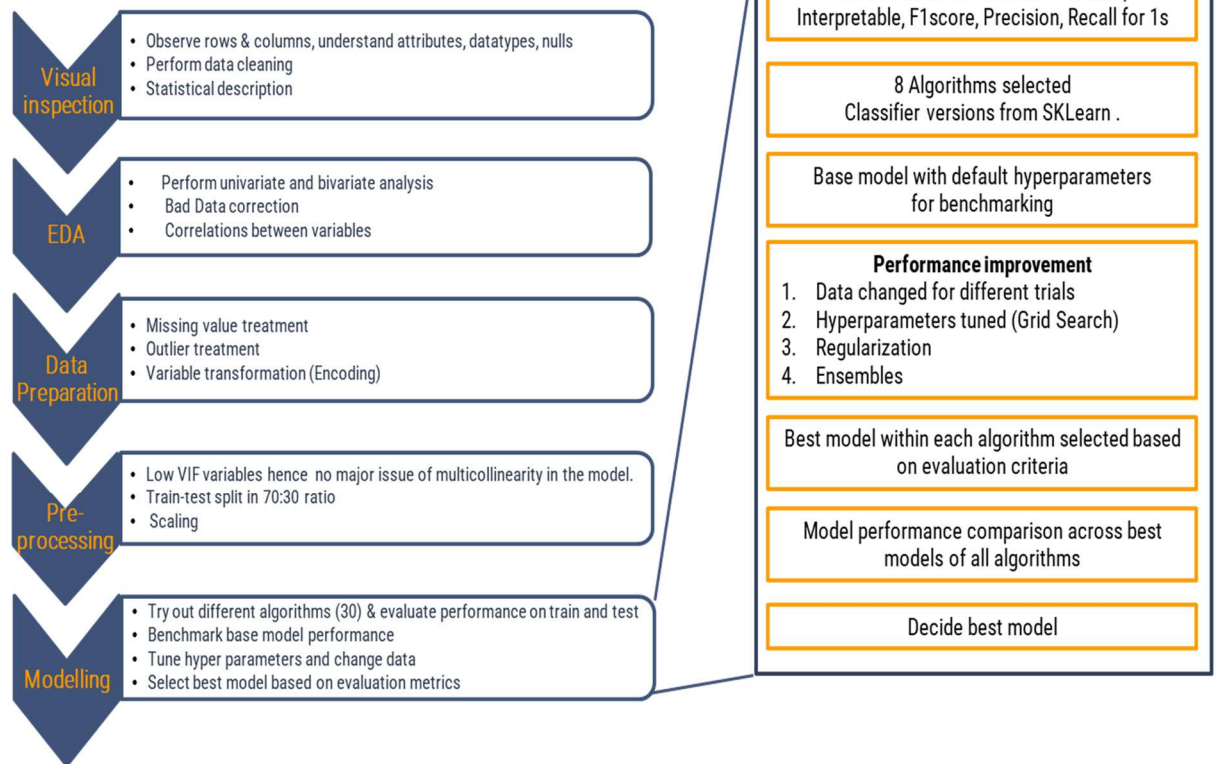 Visual
inspection
• Observe rows & columns, understand attributes, datatypes, nulls
• Perform data cleaning
• Statistical description
EDA
• Perform univariate and bivariate analysis
• Bad Data correction
• Correlations between variables
Data
Preparation
• Missing value treatment
• Outlier treatment
• Variable transformation (Encoding)
Pre-
processing
• Low VIF variables hence no major issue of multicollinearity in the model.
• Train-test split in 70:30 ratio
• Scaling
Modelling
• Try out different algorithms (30) & evaluate performance on train and test
• Benchmark base model performance
• Tune hyper parameters and change data
• Select best model based on evaluation metrics
Interpretable, F1score, Precision, Recall for 1s
8 Algorithms selected
Classifier versions from SKLearn .
Base model with default hyperparameters
for benchmarking
Performance improvement
1. Data changed for different trials
2. Hyperparameters tuned (Grid Search)
3. Regularization
4. Ensembles
Best model within each algorithm selected based
on evaluation criteria
Model performance comparison across best
models of all algorithms
Decide best model